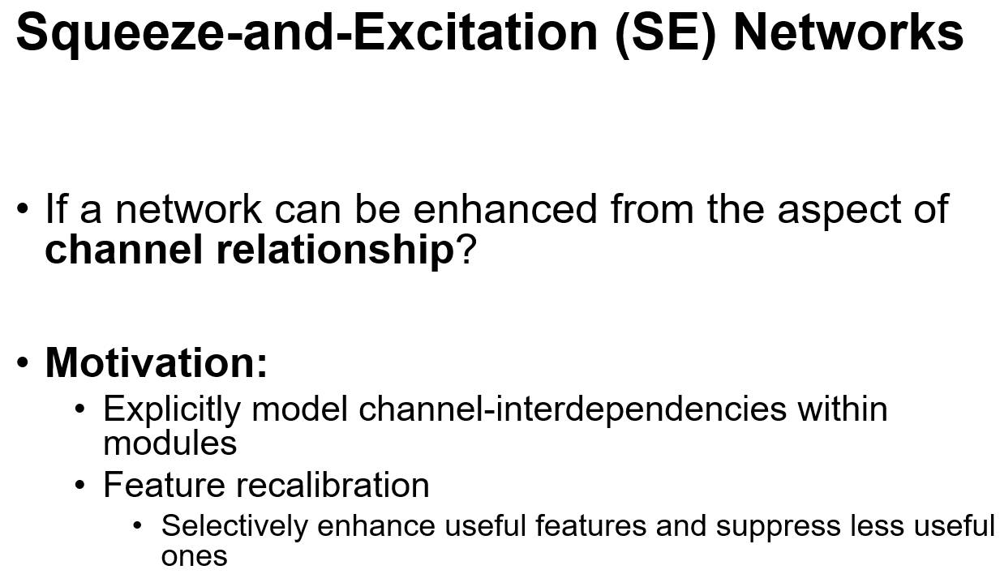 Squeeze-and-Excitation (SE) Networks
• If a network can be enhanced from the aspect of
channel relationship?
• Motivation:
• Explicitly model channel-interdependencies within
modules
• Feature recalibration
• Selectively enhance useful features and suppress less useful
ones